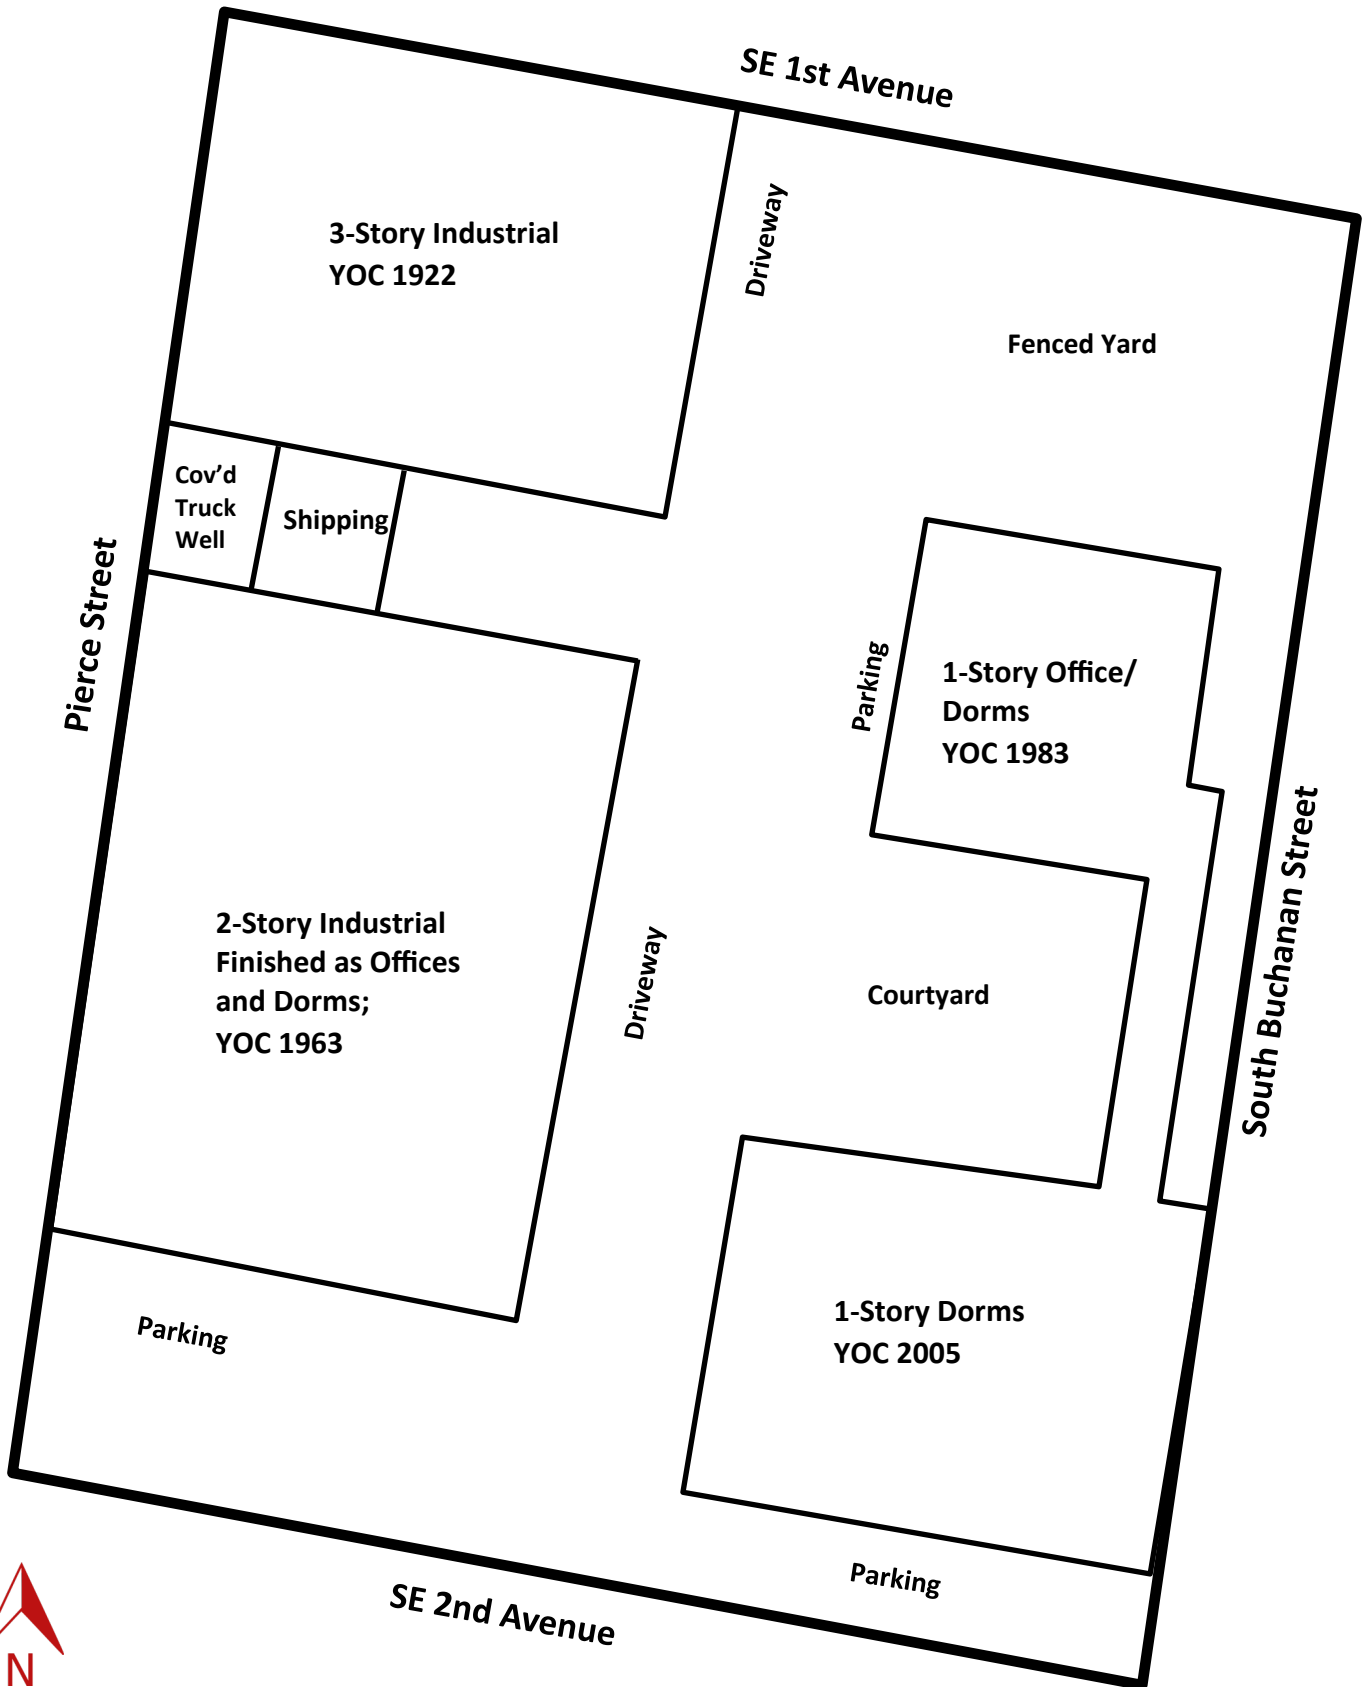 SE 1st Avenue
3-Story Industrial
YOC 1922
Driveway
Fenced Yard
Cov’d
Truck
Well
Shipping
Pierce Street
Parking
1-Story Office/
Dorms
YOC 1983
South Buchanan Street
2-Story Industrial
Finished as Offices
and Dorms;
YOC 1963
Driveway
Courtyard
1-Story Dorms
YOC 2005
Parking
Parking
SE 2nd Avenue
N